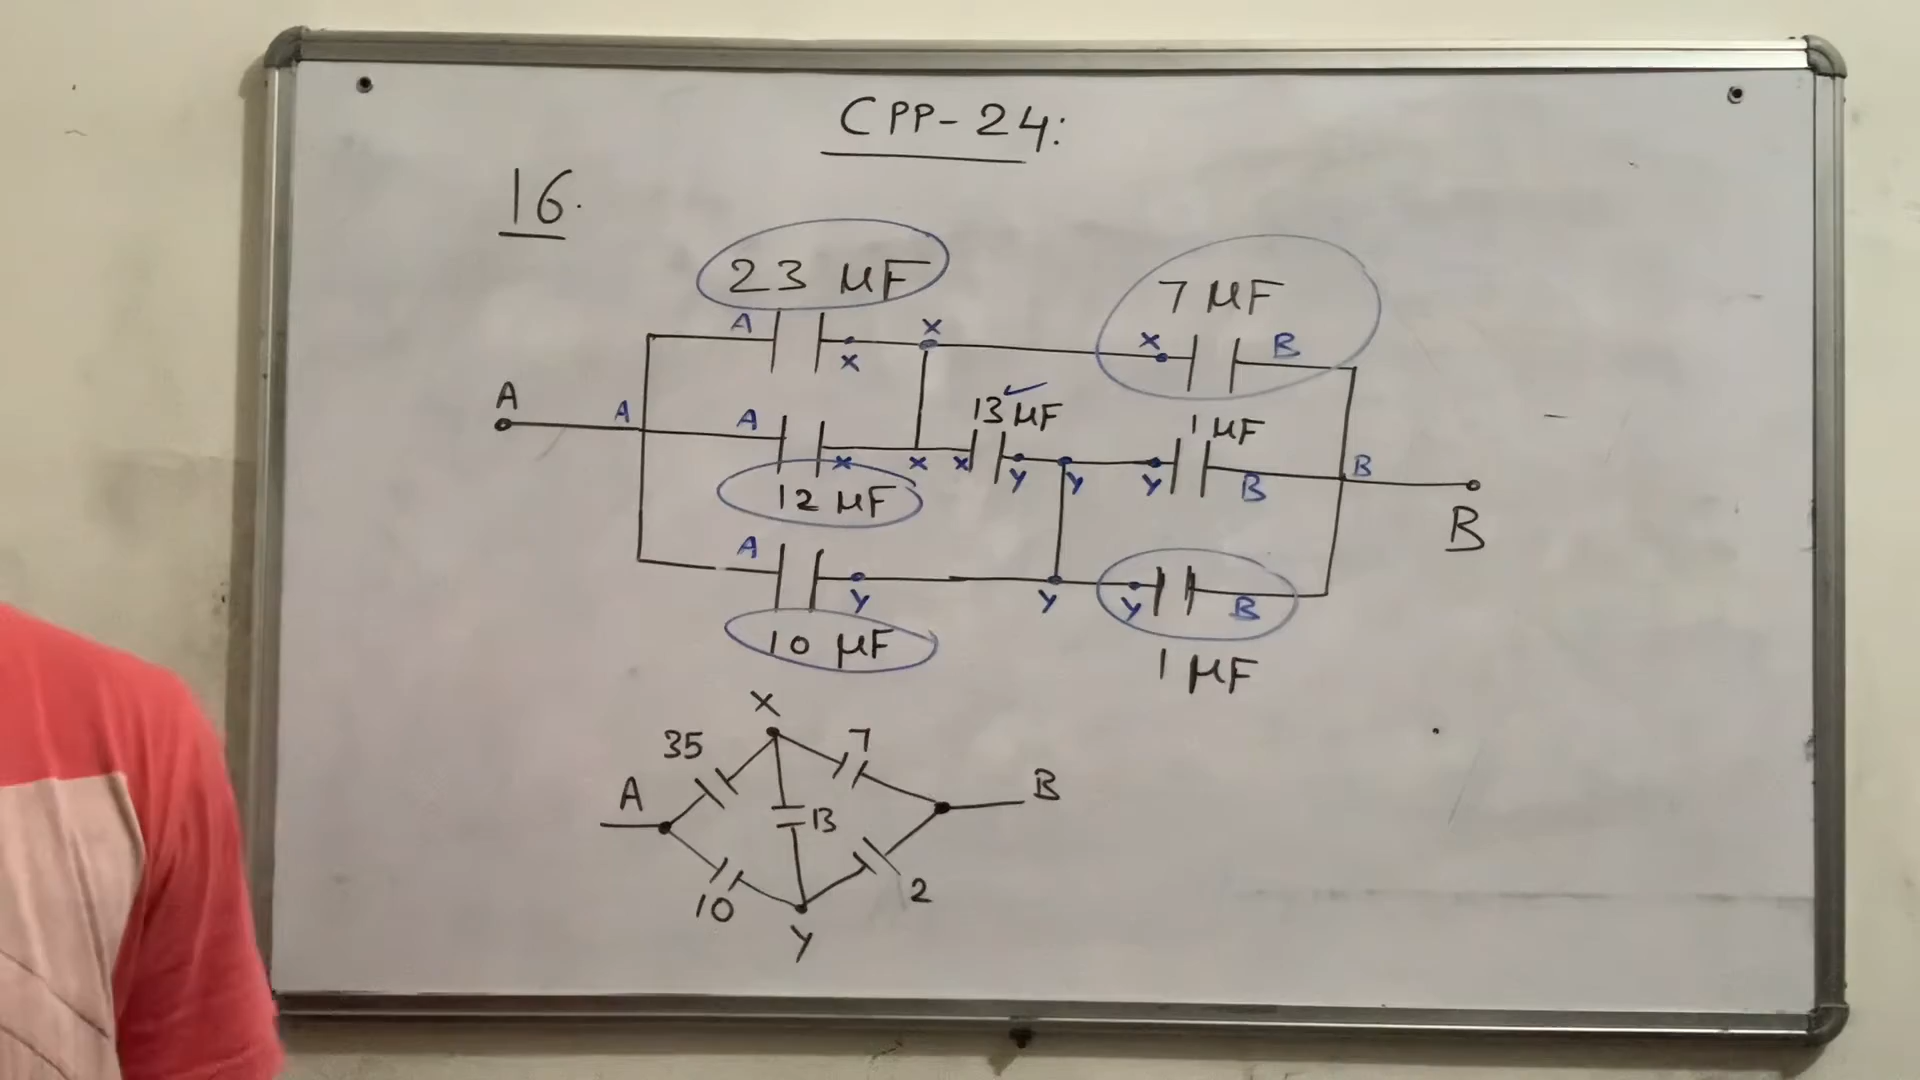 CPP-24:
16.
23 μF
7 μF
A X X B
X
A A A 13 μF 1 μF
X X X Y Y Y B B
B
12 μF
A
Y Y Y B
10 μF
1 μF
X
35 7
A B
13
10 2
Y